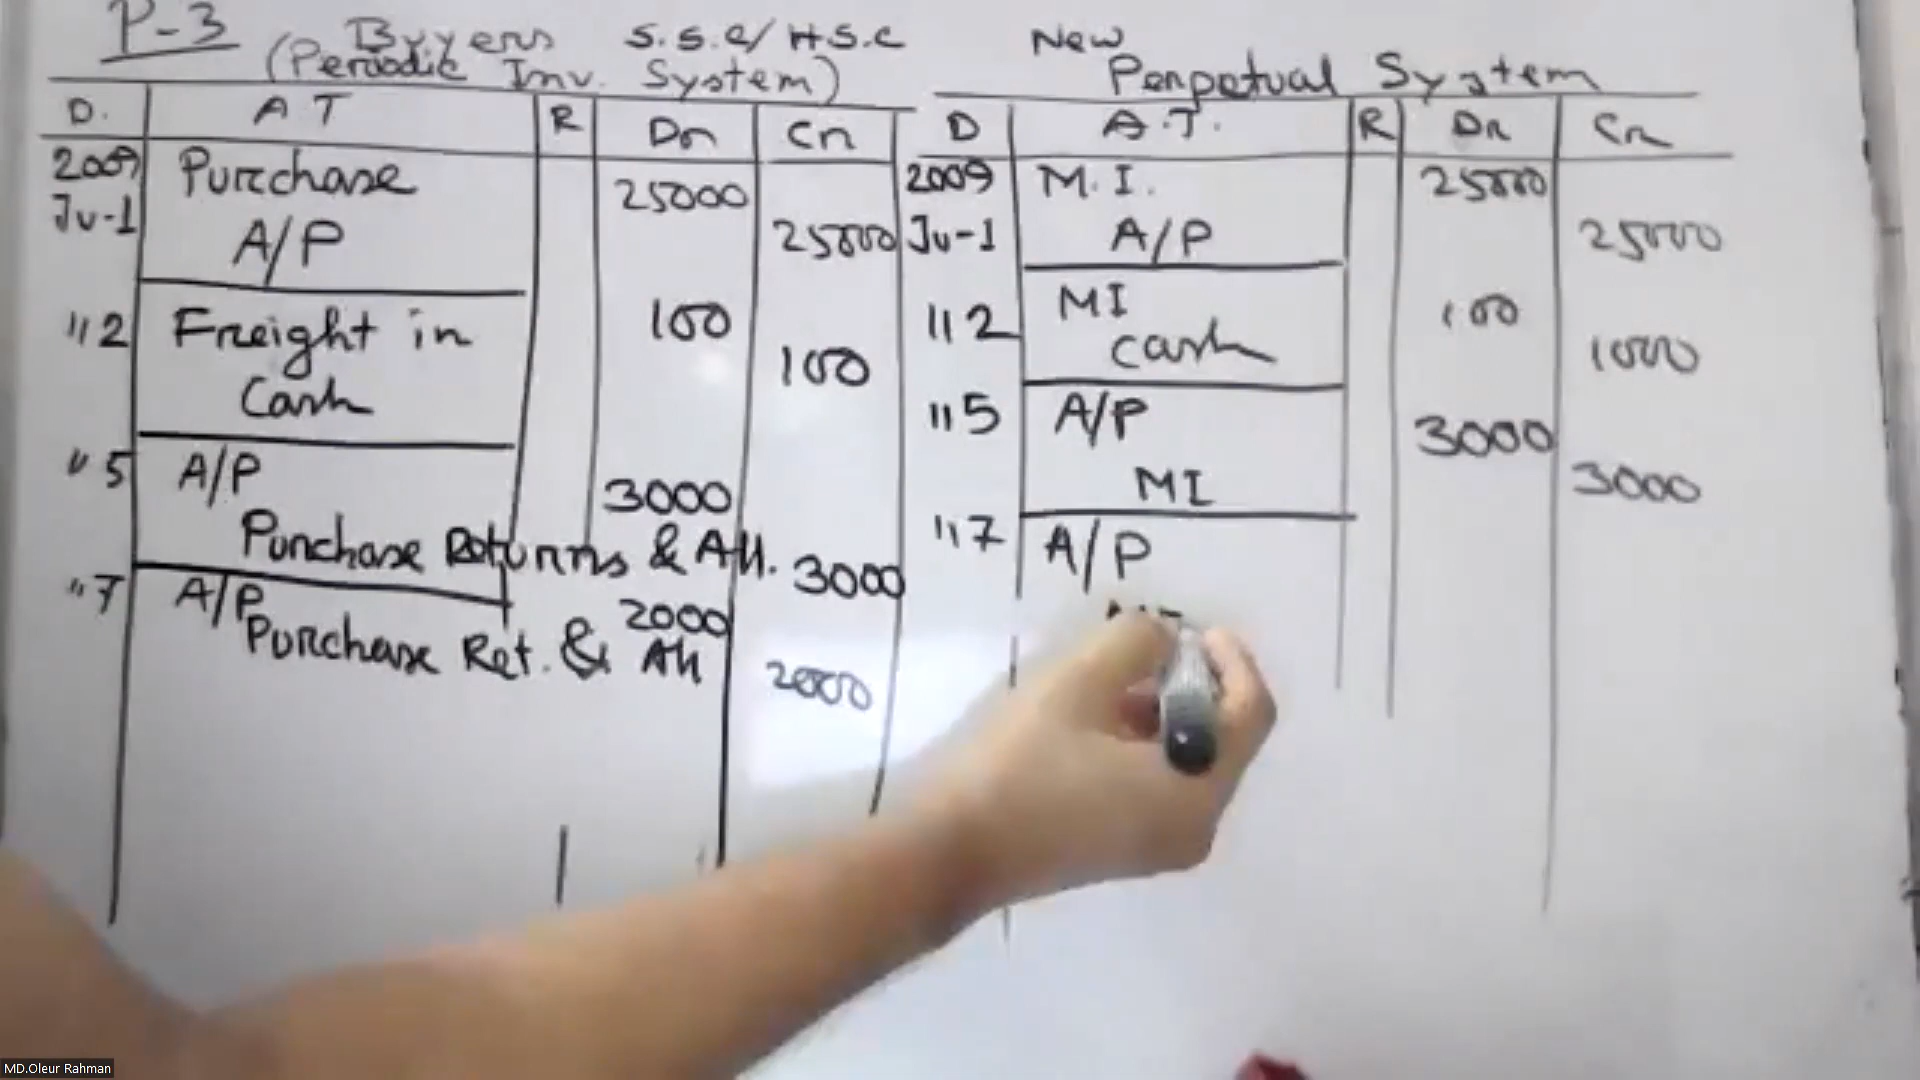 P-3
Buyers S.S.C/H.S.C
(Periodic Inv. System)
D. A T R Dr Cr
2009 Purchase 25000
Ju-1 A/P 25000
"2 Freight in 100
Cash 100
"5 A/P 3000
Purchase Returns & All. 3000
"7 A/P 2000
Purchase Ret. & All 2000
New
Perpetual System
D A.T. R Dr Cr
2009 M.I. 25000
Ju-1 A/P 25000
"2 MI 100
Cash 1000
"5 A/P 3000
MI 3000
"7 A/P
MD.Oleur Rahman